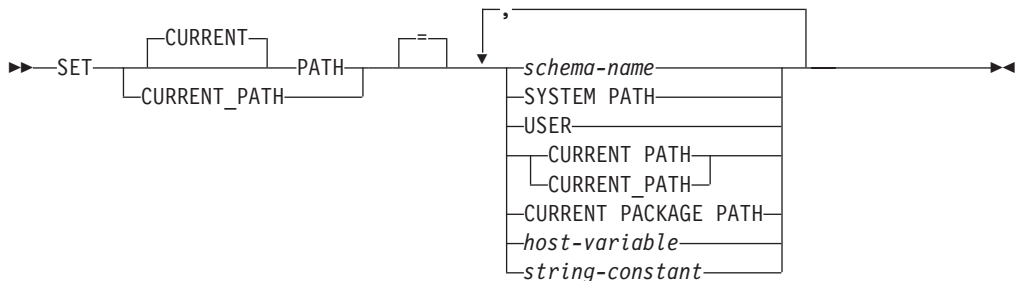 ,
CURRENT =
SET PATH schema-name
CURRENT_PATH SYSTEM PATH
USER
CURRENT PATH
CURRENT_PATH
CURRENT PACKAGE PATH
host-variable
string-constant